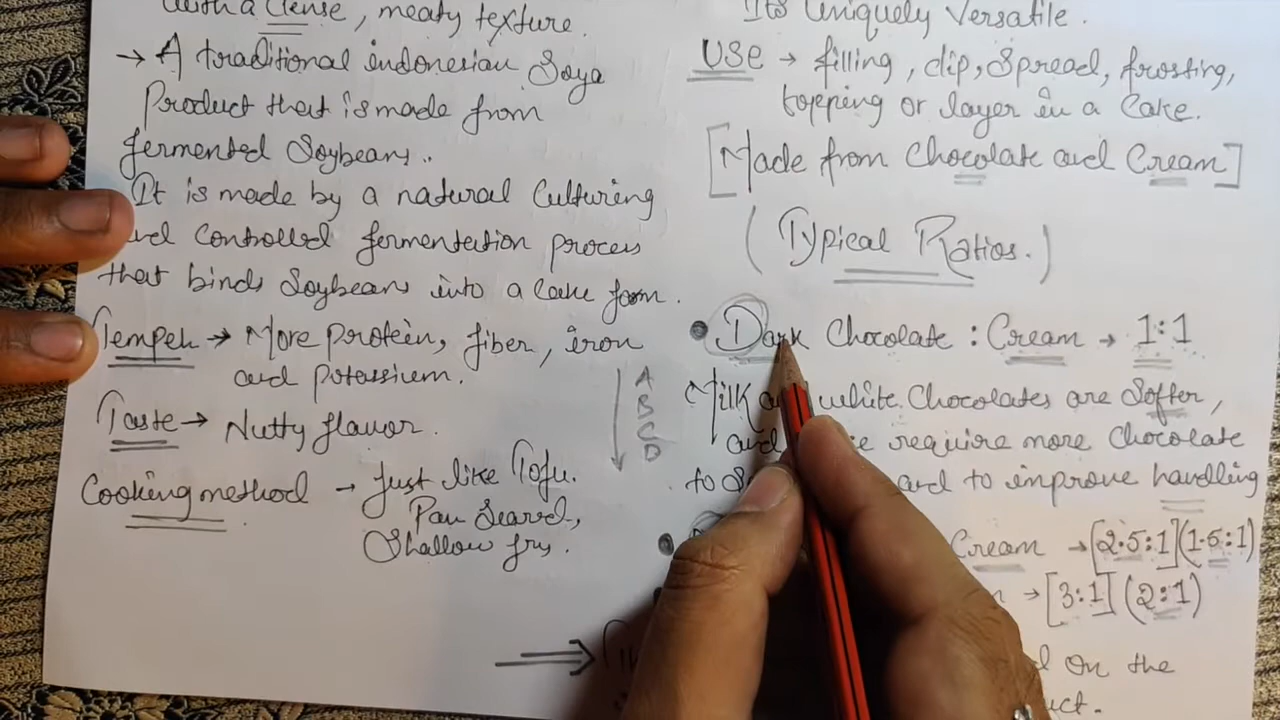 with a dense, meaty texture.
→ A traditional indonesian Soya
Product that is made from
fermented Soybeans..
It is made by a natural Culturing
and controlled fermentation process
that binds Soybeans into a cake form.
Tempeh → More protein, fiber, iron
and potassium.
Taste → Nutty flavor.
Cooking method → Just like Tofu.
Pan Seared,
Shallow fry.
A
B
C
D
Its Uniquely Versatile.
USE → filling, dip, Spread, frosting,
topping or layer in a Cake.
[Made from Chocolate and Cream]
(Typical Ratios.)
• Dark Chocolate : Cream → 1:1
Milk white Chocolates are Softer,
and require more Chocolate
to and to improve handling
Cream → [2.5:1] (1.5:1)
→ [3:1] (2:1)
on the